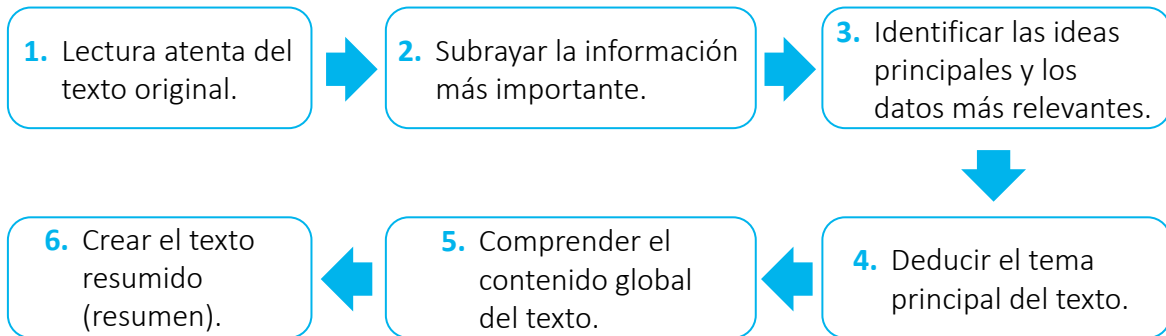 1. Lectura atenta del
texto original.
2. Subrayar la información
más importante.
3. Identificar las ideas
principales y los
datos más relevantes.
4. Deducir el tema
principal del texto.
5. Comprender el
contenido global
del texto.
6. Crear el texto
resumido
(resumen).